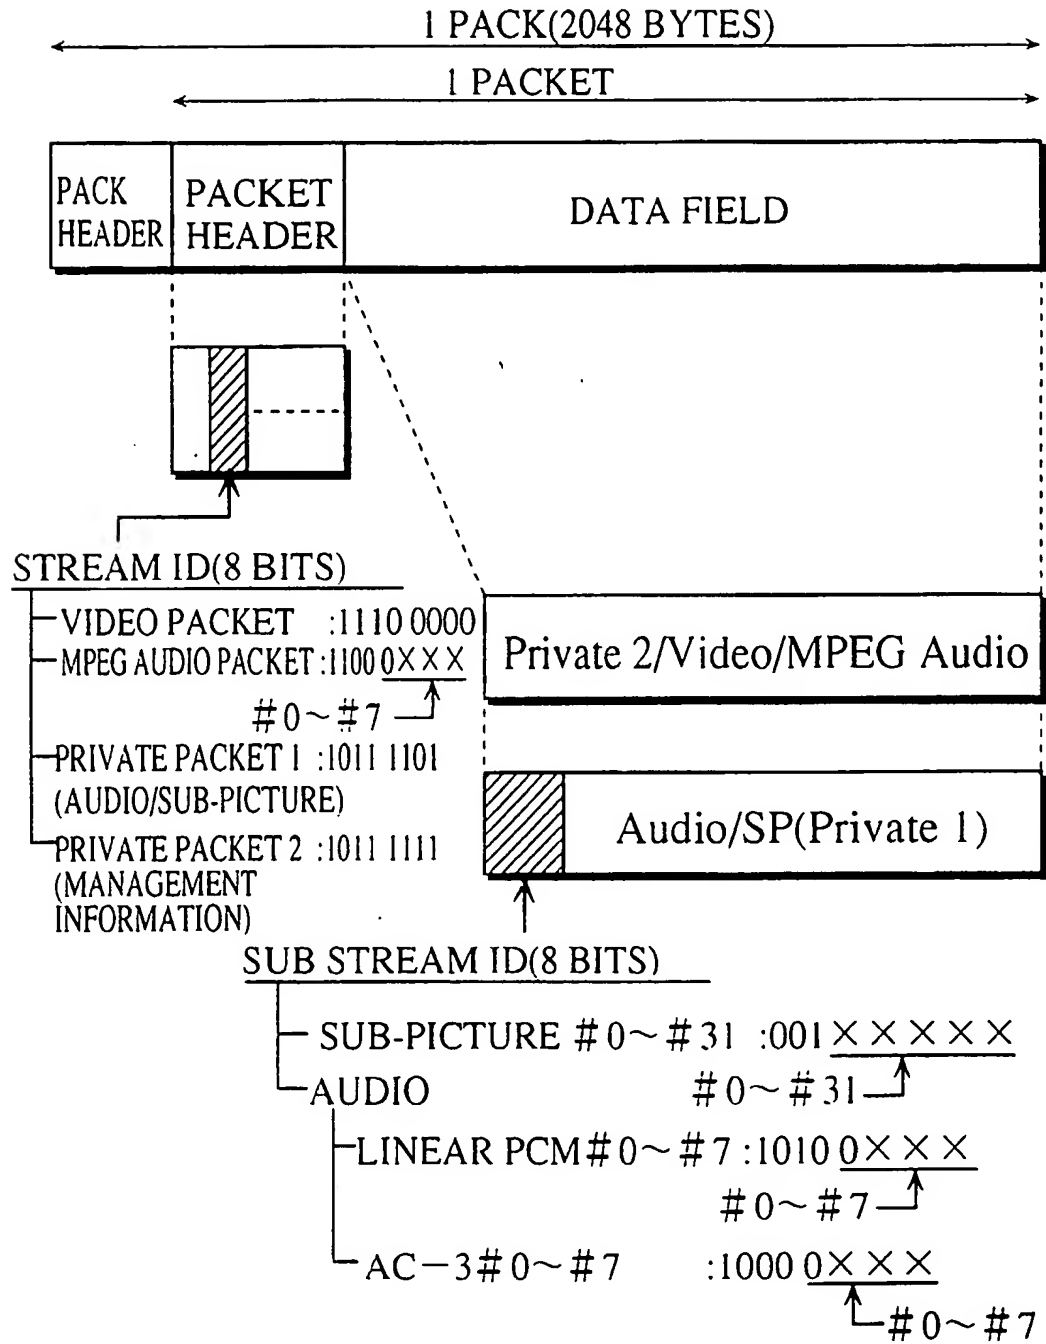 1 PACK(2048 BYTES)
1 PACKET
PACK
HEADER
PACKET
HEADER
DATA FIELD
STREAM ID(8 BITS)
VIDEO PACKET :1110 0000
MPEG AUDIO PACKET :1100 0×××
#0~#7
PRIVATE PACKET 1 :1011 1101
(AUDIO/SUB-PICTURE)
PRIVATE PACKET 2 :1011 1111
(MANAGEMENT
INFORMATION)
Private 2/Video/MPEG Audio
Audio/SP(Private 1)
SUB STREAM ID(8 BITS)
SUB-PICTURE #0~#31 :001×××××
#0~#31
AUDIO
LINEAR PCM#0~#7 :1010 0×××
#0~#7
AC-3#0~#7 :1000 0×××
#0~#7